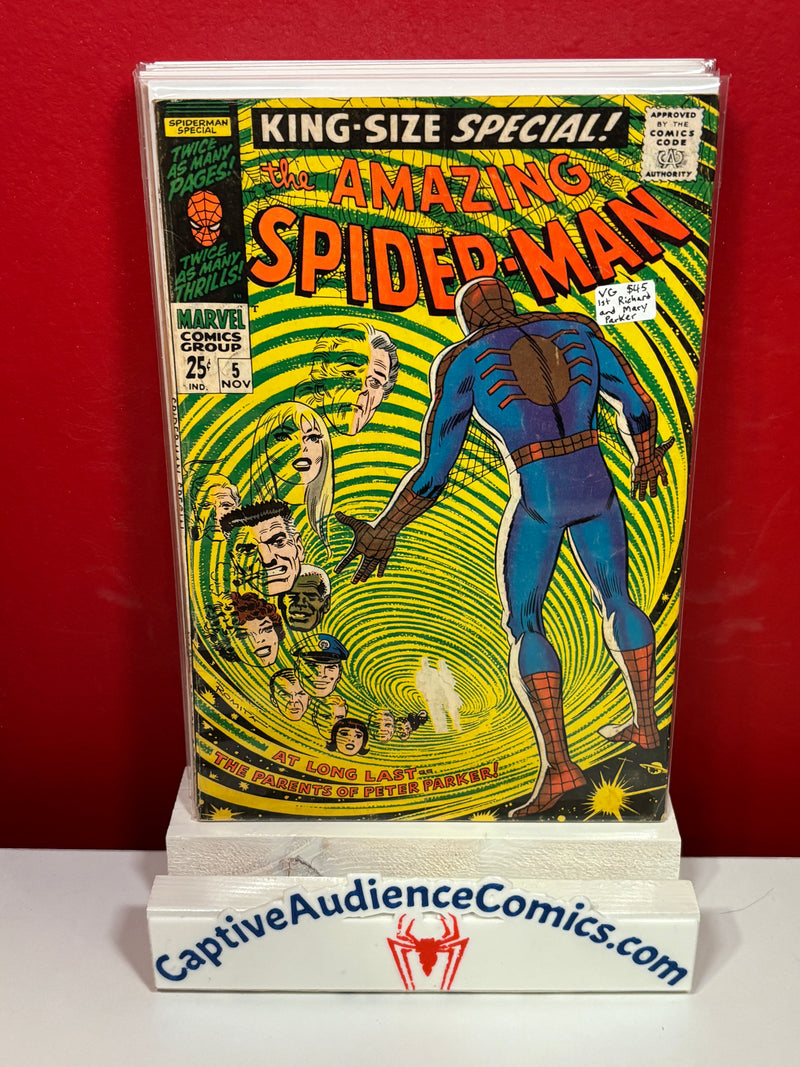 SPIDERMAN
SPECIAL
TWICE
AS MANY
PAGES!
TWICE
AS MANY
THRILLS!
MARVEL
COMICS
GROUP
25¢
IND.
5
NOV
KING-SIZE SPECIAL!
APPROVED
BY THE
COMICS
CODE
CA
AUTHORITY
the AMAZING
SPIDER-MAN
VG $45
1st Richard
and Mary
Parker
ROMITA
AT LONG LAST--
THE PARENTS OF PETER PARKER!
CaptiveAudienceComics.com